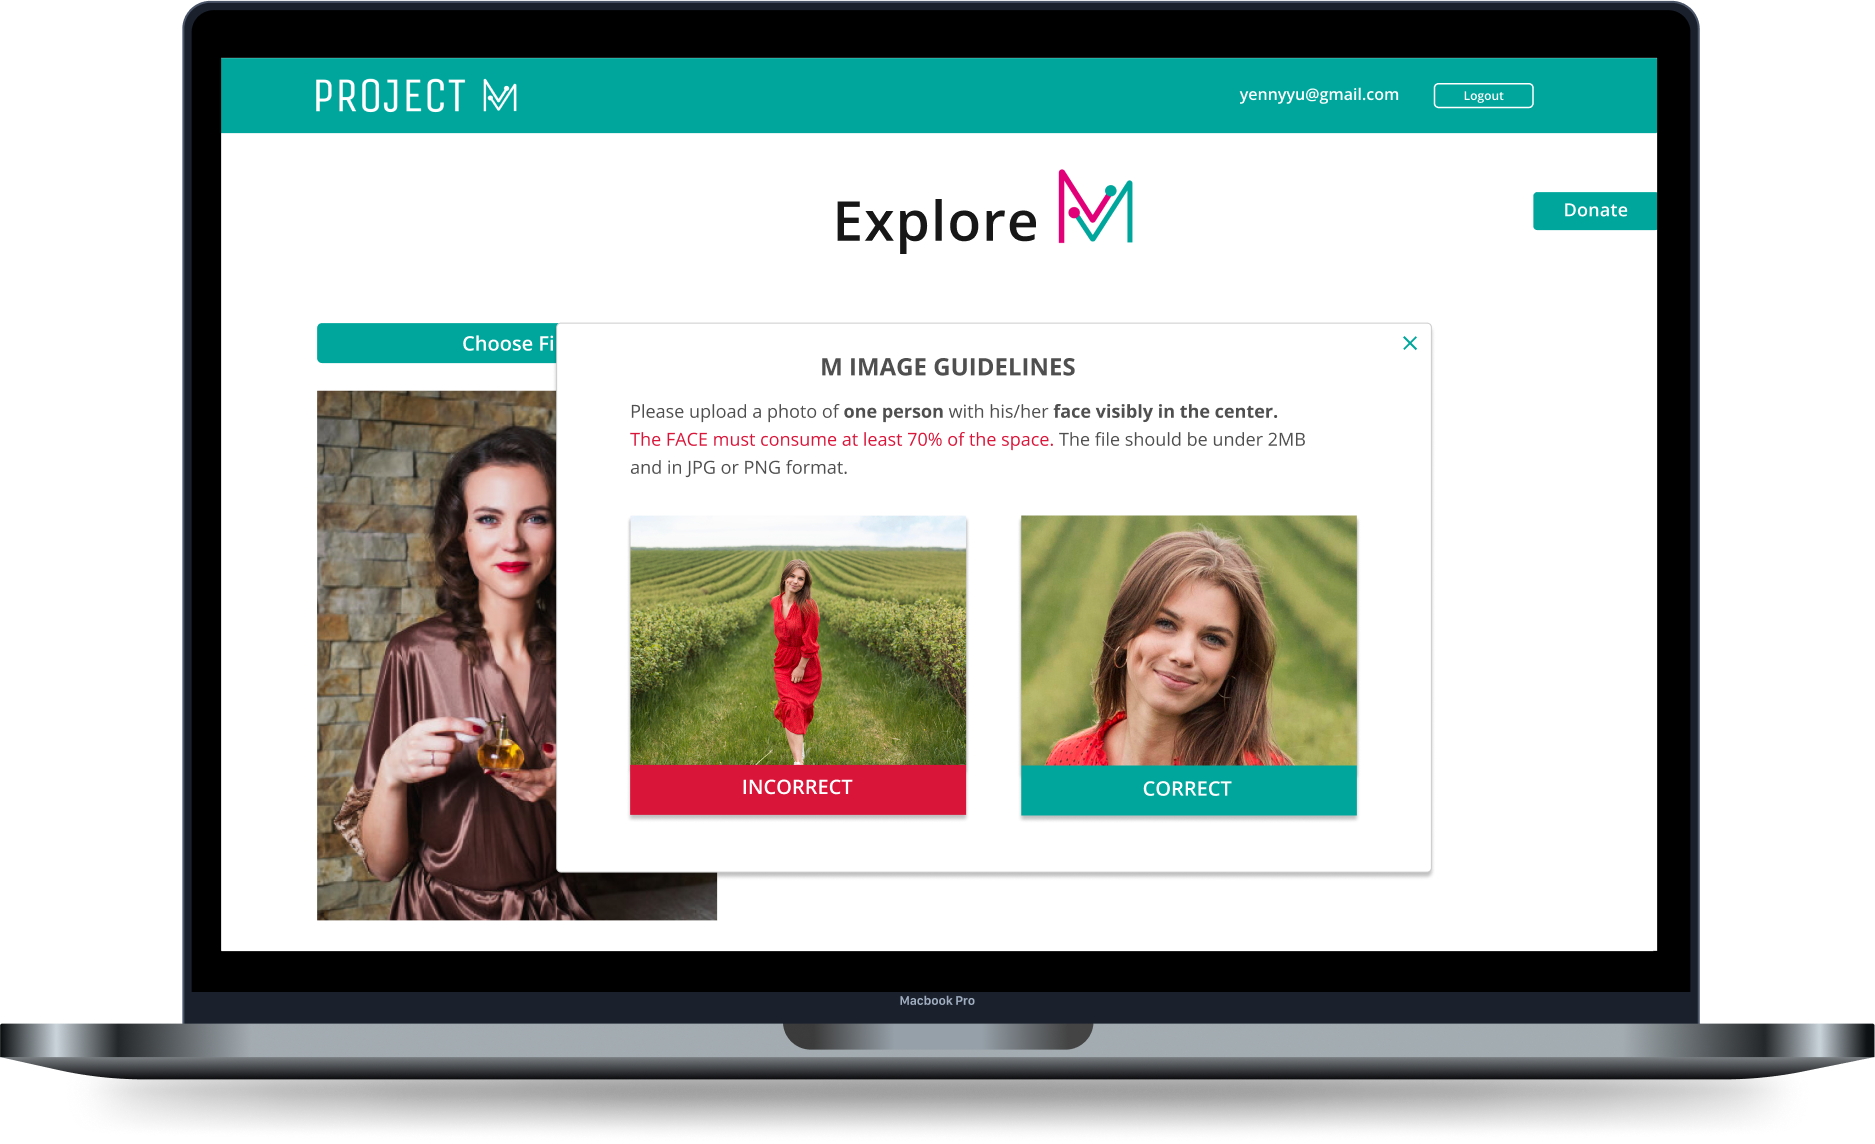 PROJECT M
yennyyu@gmail.com
Logout
Explore M
Donate
Choose Fi
M IMAGE GUIDELINES
Please upload a photo of one person with his/her face visibly in the center.
The FACE must consume at least 70% of the space. The file should be under 2MB
and in JPG or PNG format.
INCORRECT
CORRECT
Macbook Pro